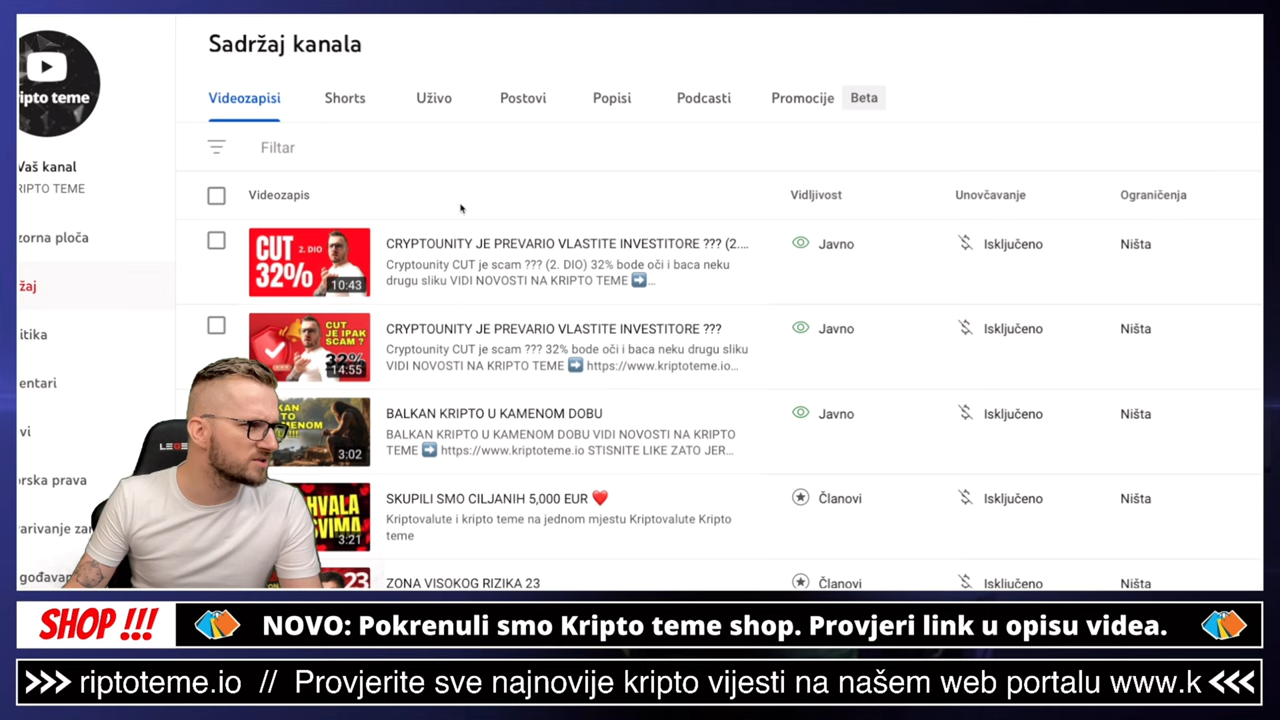 Sadržaj kanala
ipto teme
Vaš kanal
RIPTO TEME
zorna ploča
žaj
itika
entari
vi
orska prava
varivanje zar
gođavan
Videozapisi Shorts Uživo Postovi Popisi Podcasti Promocije Beta
Filtar
Videozapis Vidljivost Unovčavanje Ograničenja
CUT 2. DIO
32%
10:43
CRYPTOUNITY JE PREVARIO VLASTITE INVESTITORE ??? (2....
Cryptounity CUT je scam ??? (2. DIO) 32% bode oči i baca neku
drugu sliku VIDI NOVOSTI NA KRIPTO TEME ➡️...
Javno Isključeno Ništa
CUT
JE IPAK
SCAM ?
32%
14:55
CRYPTOUNITY JE PREVARIO VLASTITE INVESTITORE ???
Cryptounity CUT je scam ??? 32% bode oči i baca neku drugu sliku
VIDI NOVOSTI NA KRIPTO TEME ➡️ https://www.kriptoteme.io...
Javno Isključeno Ništa
KAN
TO
MENOM
3:02
BALKAN KRIPTO U KAMENOM DOBU
BALKAN KRIPTO U KAMENOM DOBU VIDI NOVOSTI NA KRIPTO
TEME ➡️ https://www.kriptoteme.io STISNITE LIKE ZATO JER...
Javno Isključeno Ništa
HVALA
SVIMA
3:21
SKUPILI SMO CILJANIH 5,000 EUR ❤️
Kriptovalute i kripto teme na jednom mjestu Kriptovalute Kripto
teme
Članovi Isključeno Ništa
23
ZONA VISOKOG RIZIKA 23
Članovi Isključeno Ništa
LEGE
SHOP !!! NOVO: Pokrenuli smo Kripto teme shop. Provjeri link u opisu videa.
>>> riptoteme.io // Provjerite sve najnovije kripto vijesti na našem web portalu www.k <<<